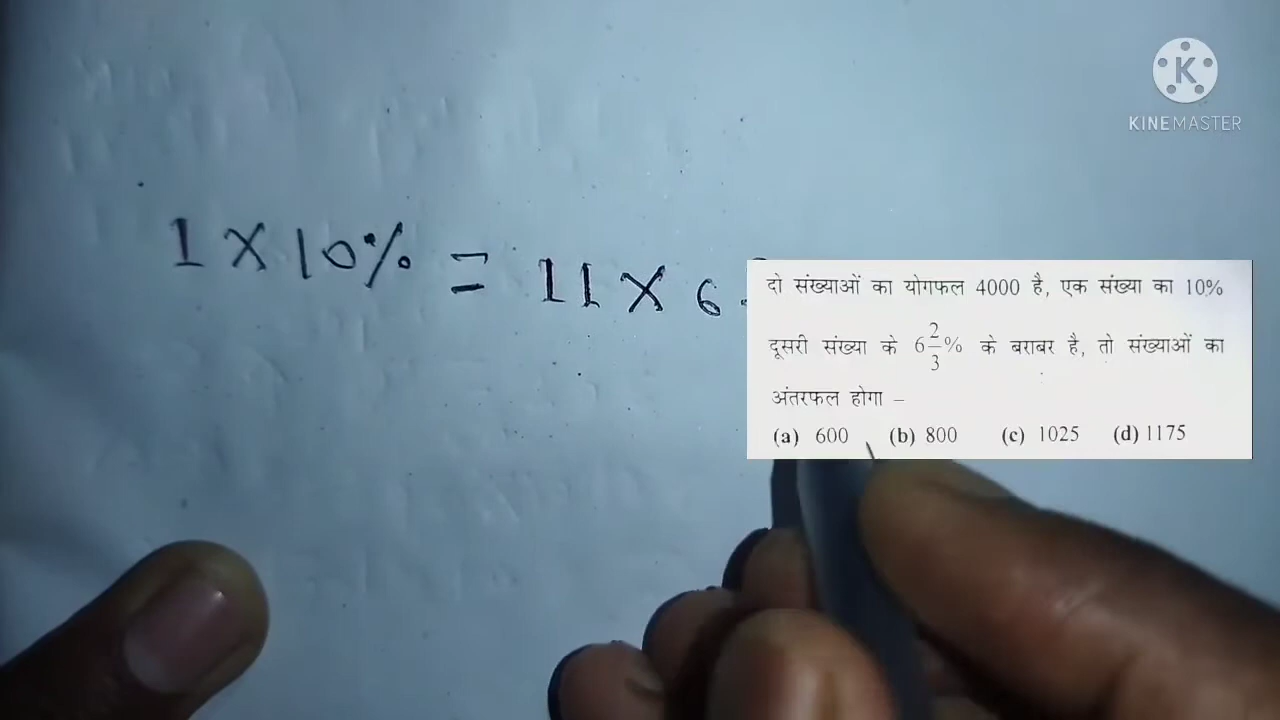 KINEMASTER
1 X 10% = 11 X 6
दो संख्याओं का योगफल 4000 है, एक संख्या का 10%
दूसरी संख्या के 6 2/3 % के बराबर है, तो संख्याओं का
अंतरफल होगा –
(a) 600 (b) 800 (c) 1025 (d) 1175